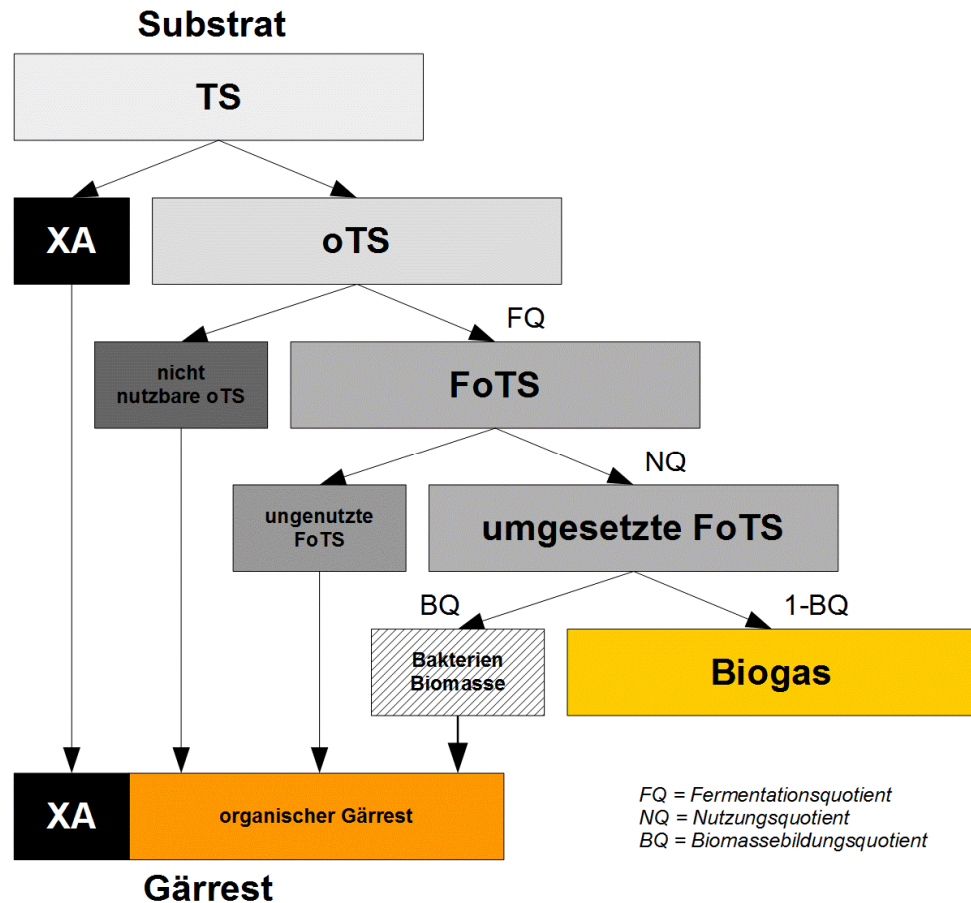 Substrat
TS
XA
oTS
FQ
nicht
nutzbare oTS
FoTS
NQ
ungenutzte
FoTS
umgesetzte FoTS
BQ
1-BQ
Bakterien
Biomasse
Biogas
XA
organischer Gärrest
FQ = Fermentationsquotient
NQ = Nutzungsquotient
BQ = Biomassebildungsquotient
Gärrest